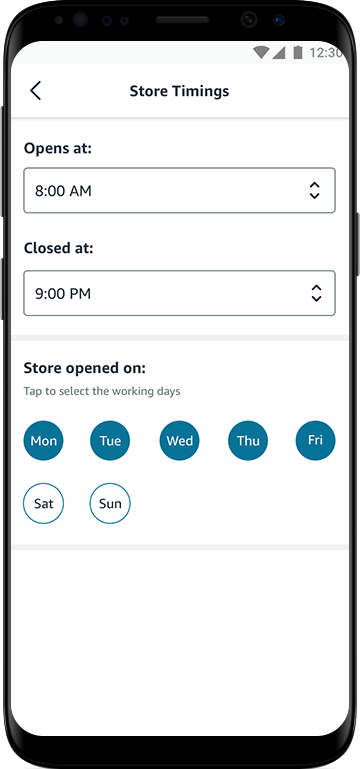 12:30
Store Timings
Opens at:
8:00 AM
Closed at:
9:00 PM
Store opened on:
Tap to select the working days
Mon Tue Wed Thu Fri
Sat Sun